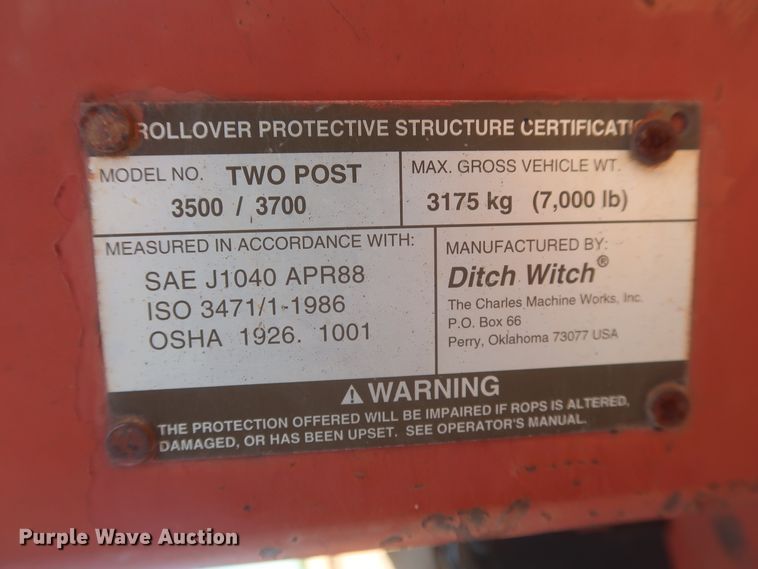 ROLLOVER PROTECTIVE STRUCTURE
MODEL NO. TWO POST
3500 / 3700
MAX. GROSS VEHICLE WT.
3175 kg (7,000 lb)
MEASURED IN ACCORDANCE WITH:
SAE J1040 APR88
ISO 3471/1-1986
OSHA 1926. 1001
MANUFACTURED BY:
Ditch Witch®
The Charles Machine Works, Inc.
P.O. Box 66
Perry, Oklahoma 73077 USA
⚠WARNING
THE PROTECTION OFFERED WILL BE IMPAIRED IF ROPS IS ALTERED,
DAMAGED, OR HAS BEEN UPSET. SEE OPERATOR'S MANUAL.
Purple Wave Auction